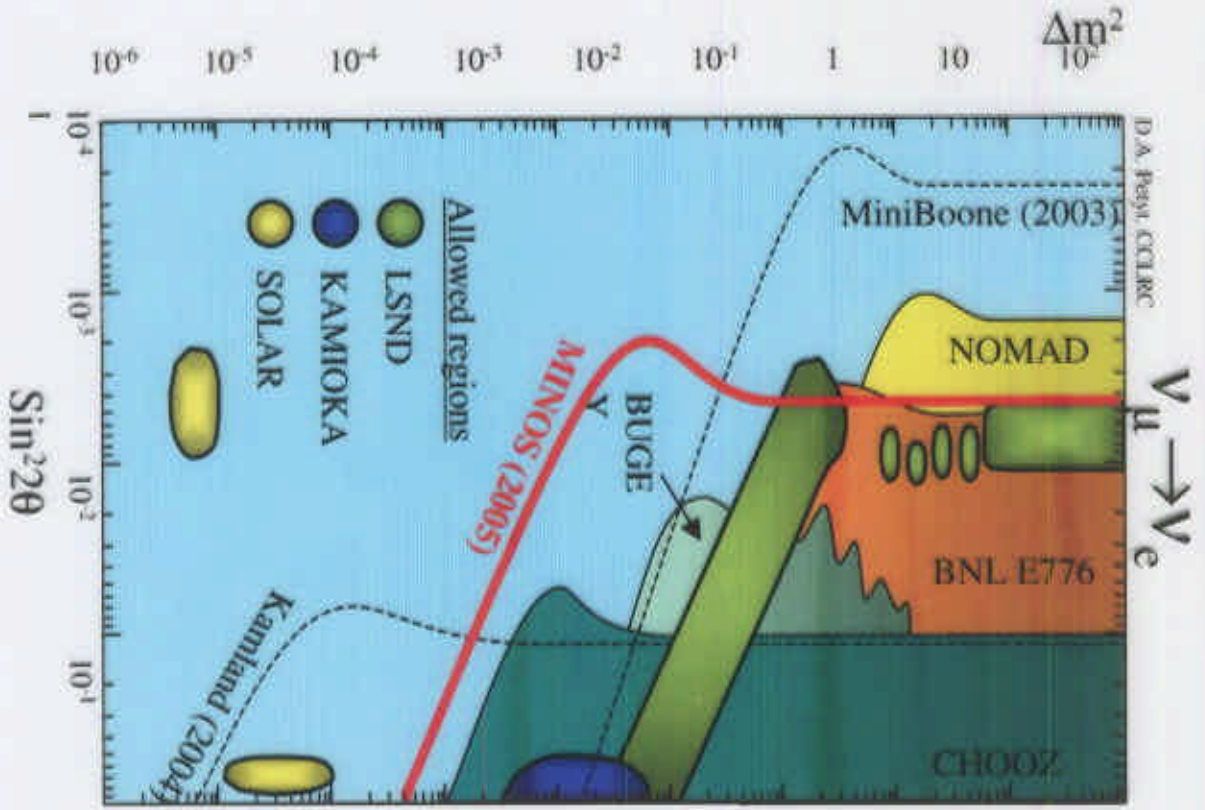 νμ → νe
D.A. Petyt CCLRC
Δm²
10²
10
1
10⁻¹
10⁻²
10⁻³
10⁻⁴
10⁻⁵
10⁻⁶
MiniBoone (2003)
NOMAD
BNL E776
CHOOZ
BUGE
Y
MINOS (2005)
Kamland (2004)
Allowed regions
LSND
KAMIOKA
SOLAR
10⁻⁴
10⁻³
10⁻²
10⁻¹
1
Sin²2θ